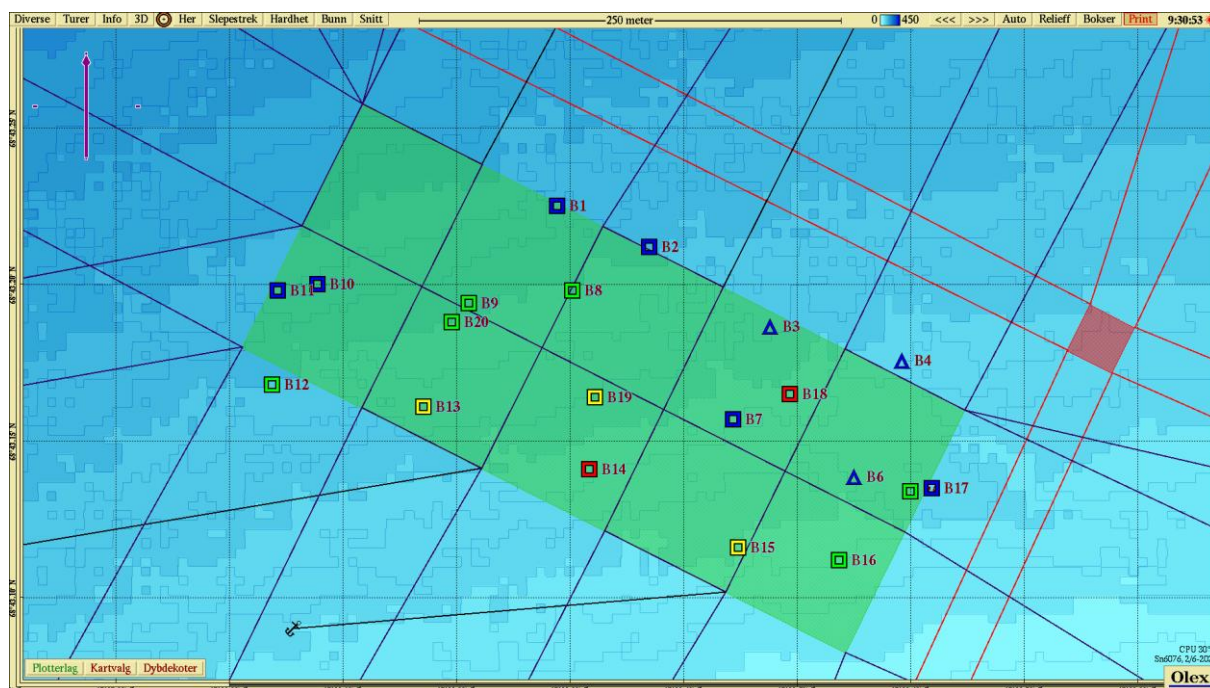 Diverse Turer Info 3D Her Slepestrek Hardhet Bunn Snitt 250 meter 0 450 <<< >>> Auto Relieff Bokser Print 9:30:53
B1
B2
B11
B10
B8
B9
B20
B3
B4
B12
B13
B19
B18
B7
B14
B6
B17
B15
B16
Plotterlag Kartvalg Dybdekoter
CPU 30°
Olex